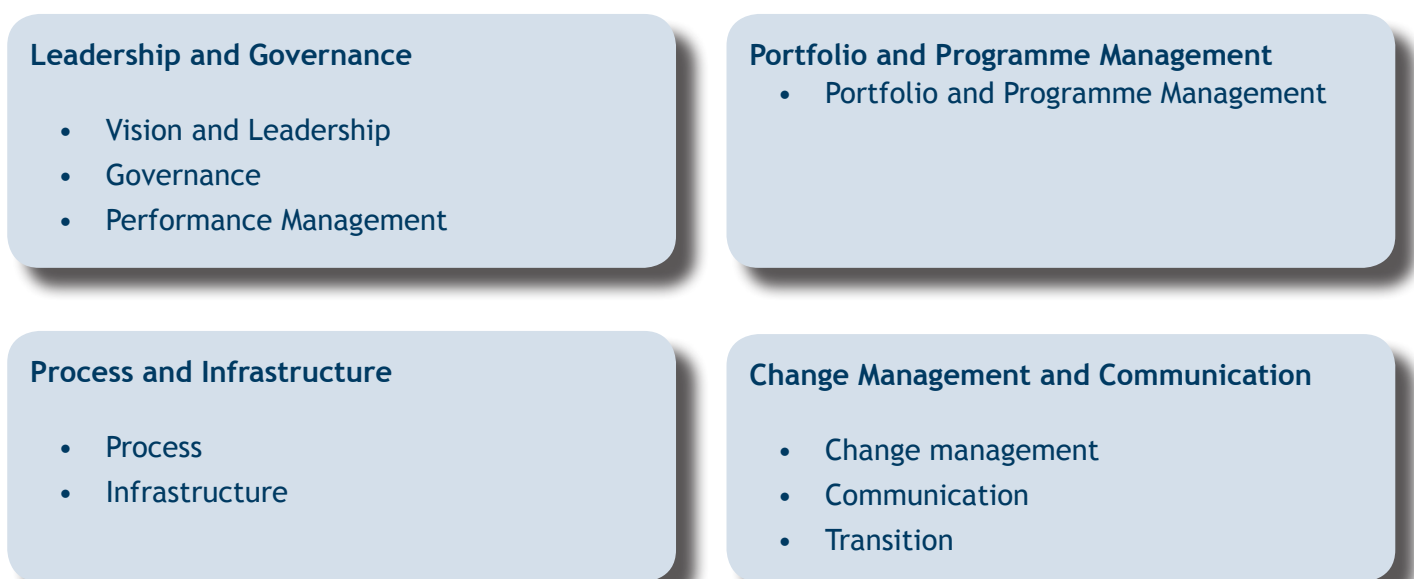 Leadership and Governance
• Vision and Leadership
• Governance
• Performance Management
Portfolio and Programme Management
• Portfolio and Programme Management
Process and Infrastructure
• Process
• Infrastructure
Change Management and Communication
• Change management
• Communication
• Transition